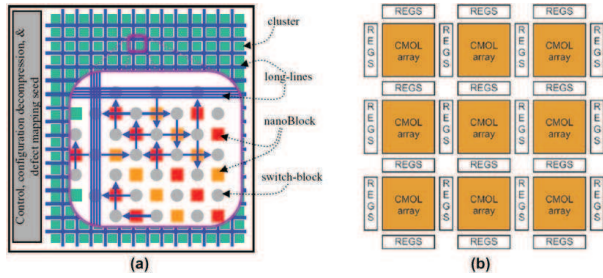 Control, configuration decompression, &
defect mapping seed
cluster
long-lines
nanoBlock
switch-block
(a)
REGS REGS REGS
REGS CMOL array REGS CMOL array REGS CMOL array REGS
REGS REGS REGS
REGS CMOL array REGS CMOL array REGS CMOL array REGS
REGS REGS REGS
REGS CMOL array REGS CMOL array REGS CMOL array REGS
REGS REGS REGS
(b)